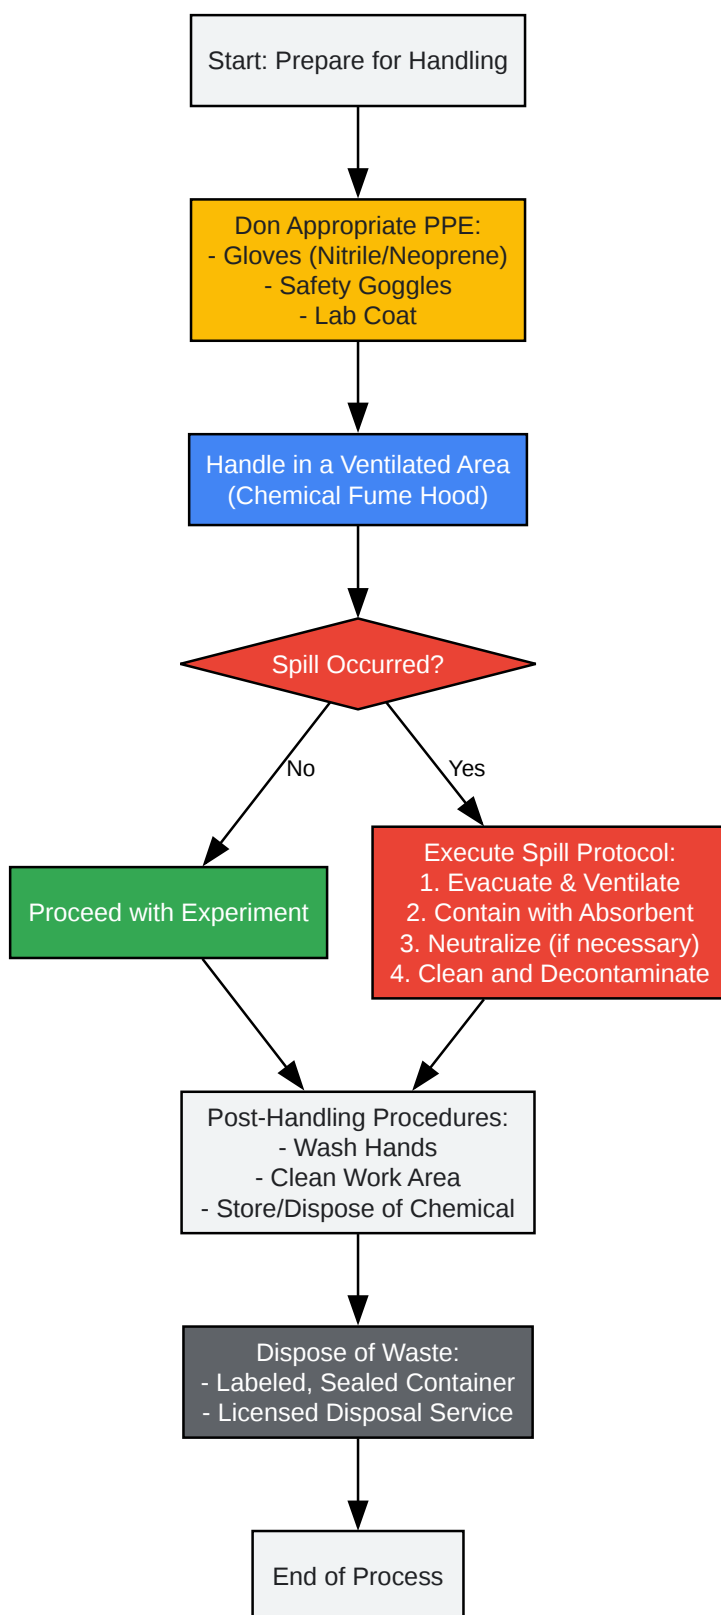 Start: Prepare for Handling
Don Appropriate PPE:
- Gloves (Nitrile/Neoprene)
- Safety Goggles
- Lab Coat
Handle in a Ventilated Area
(Chemical Fume Hood)
Spill Occurred?
No
Yes
Proceed with Experiment
Execute Spill Protocol:
1. Evacuate & Ventilate
2. Contain with Absorbent
3. Neutralize (if necessary)
4. Clean and Decontaminate
Post-Handling Procedures:
- Wash Hands
- Clean Work Area
- Store/Dispose of Chemical
Dispose of Waste:
- Labeled, Sealed Container
- Licensed Disposal Service
End of Process